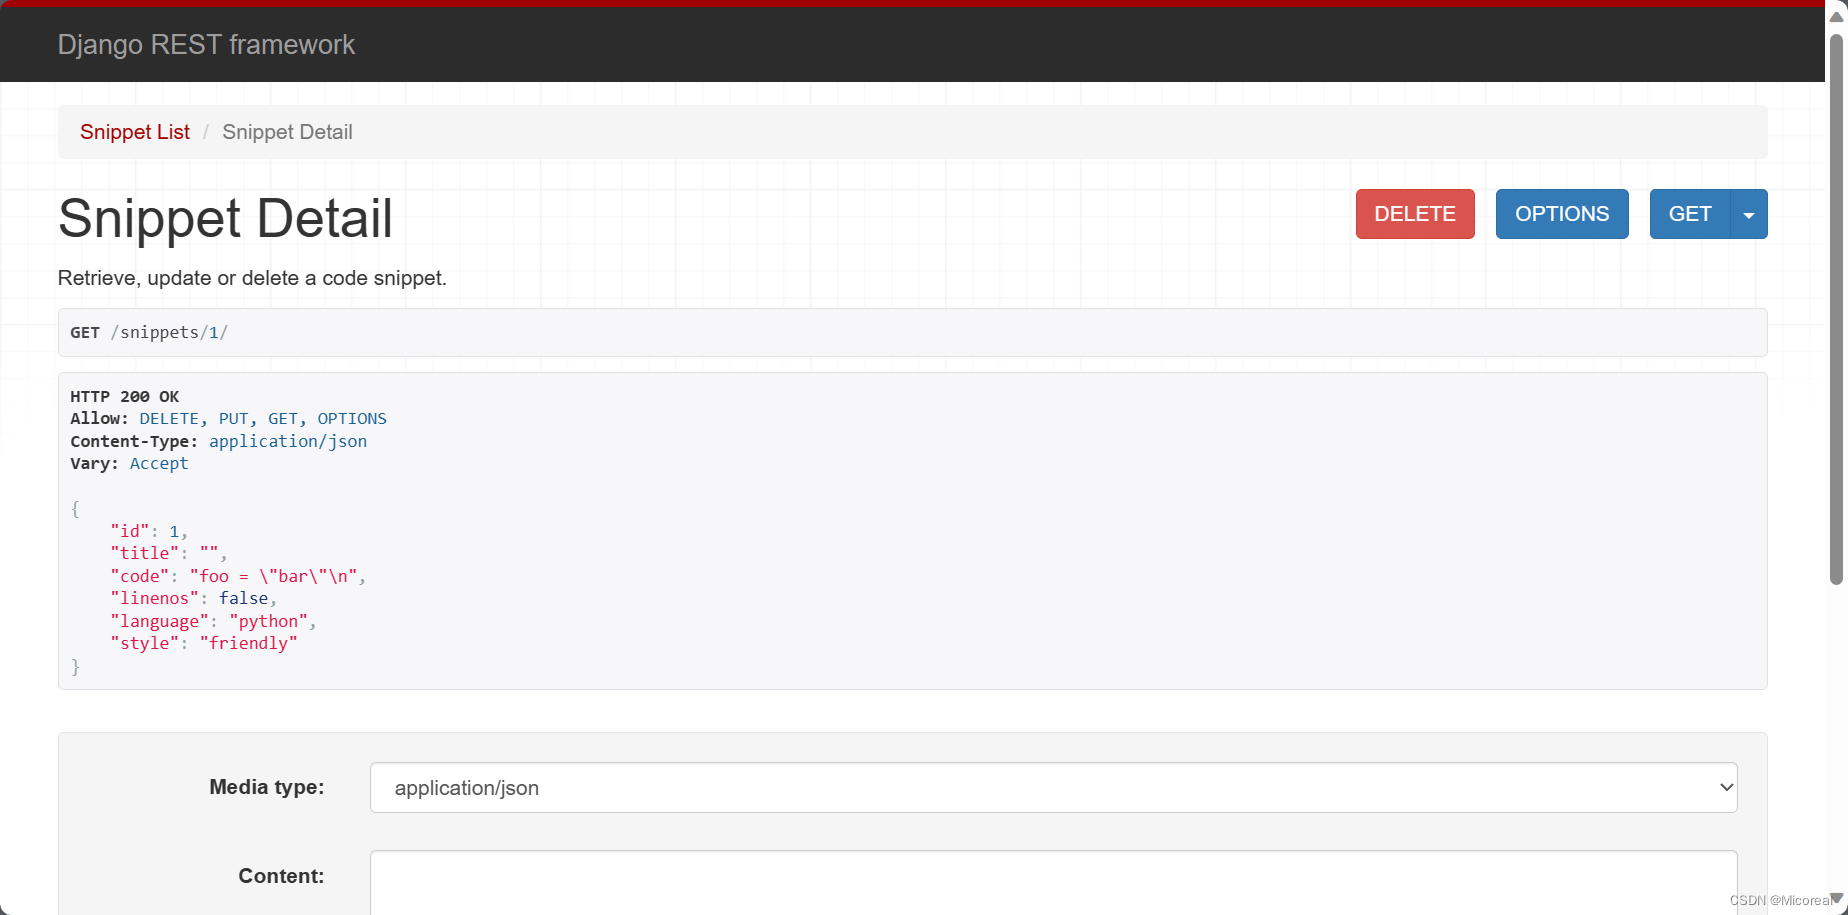 Django REST framework
Snippet List / Snippet Detail
Snippet Detail
DELETE
OPTIONS
GET
Retrieve, update or delete a code snippet.
GET /snippets/1/
HTTP 200 OK
Allow: DELETE, PUT, GET, OPTIONS
Content-Type: application/json
Vary: Accept
{
    "id": 1,
    "title": "",
    "code": "foo = \"bar\"\n",
    "linenos": false,
    "language": "python",
    "style": "friendly"
}
Media type:
application/json
Content:
CSDN @Micoreal